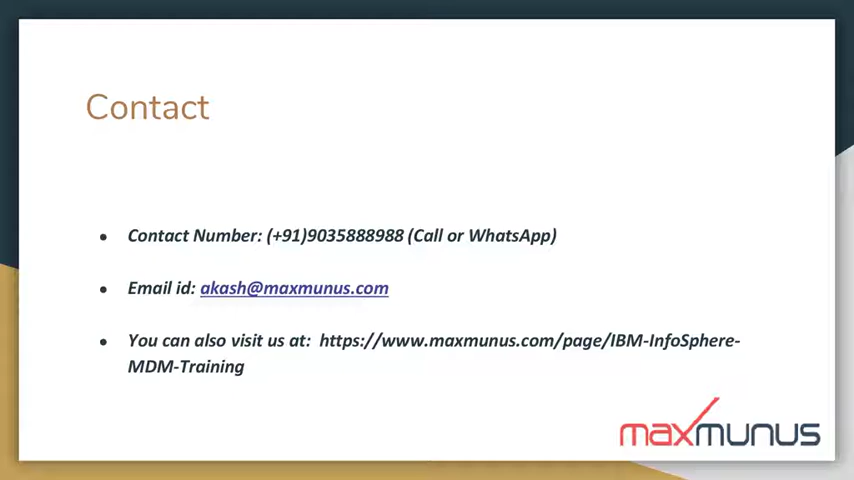 Contact
● Contact Number: (+91)9035888988 (Call or WhatsApp)
● Email id: akash@maxmunus.com
● You can also visit us at: https://www.maxmunus.com/page/IBM-InfoSphere-
MDM-Training
maxmunus